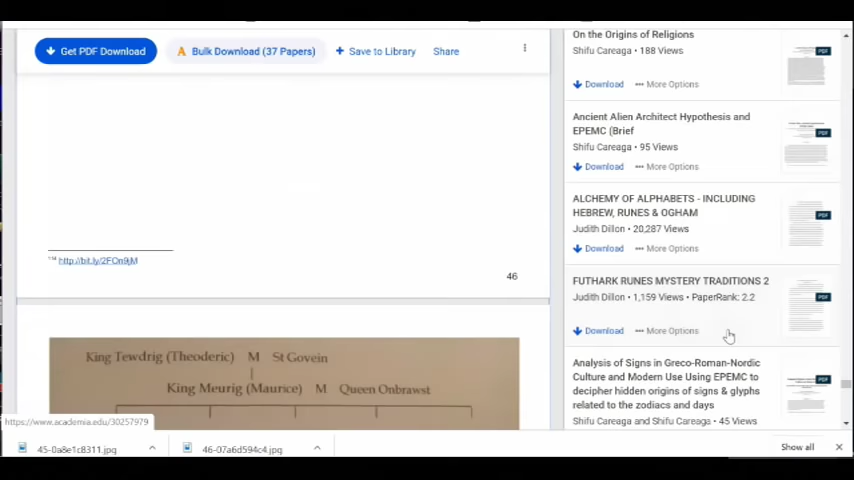 Get PDF Download
Bulk Download (37 Papers)
Save to Library
Share
114 http://bit.ly/2FOn9jM
46
King Tewdrig (Theoderic) M St Govein
King Meurig (Maurice) M Queen Onbrawst
https://www.academia.edu/30257979
On the Origins of Religions
Shifu Careaga • 188 Views
Download
More Options
PDF
Ancient Alien Architect Hypothesis and
EPEMC (Brief
Shifu Careaga • 95 Views
Download
More Options
PDF
ALCHEMY OF ALPHABETS - INCLUDING
HEBREW, RUNES & OGHAM
Judith Dillon • 20,287 Views
Download
More Options
PDF
FUTHARK RUNES MYSTERY TRADITIONS 2
Judith Dillon • 1,159 Views • PaperRank: 2.2
Download
More Options
PDF
Analysis of Signs in Greco-Roman-Nordic
Culture and Modern Use Using EPEMC to
decipher hidden origins of signs & glyphs
related to the zodiacs and days
Shifu Careaga and Shifu Careaga • 45 Views
PDF
45-0a8e1c8311.jpg
46-07a6d594c4.jpg
Show all